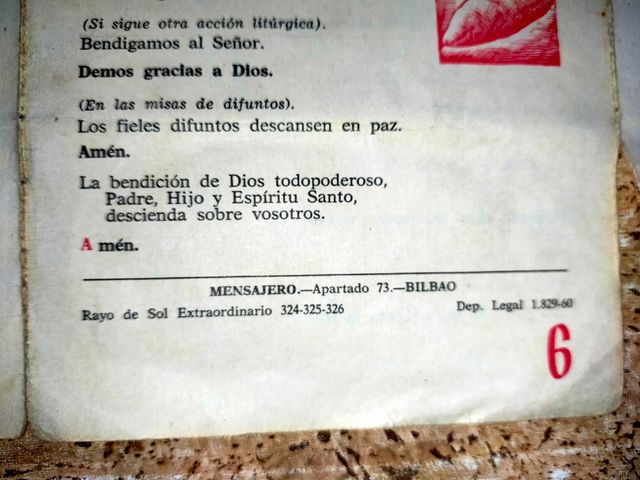 (Si sigue otra acción litúrgica).
Bendigamos al Señor.
Demos gracias a Dios.
(En las misas de difuntos).
Los fieles difuntos descansen en paz.
Amén.
La bendición de Dios todopoderoso,
Padre, Hijo y Espíritu Santo,
descienda sobre vosotros.
Amén.
MENSAJERO.—Apartado 73.—BILBAO
Rayo de Sol Extraordinario 324-325-326
Dep. Legal 1.829-60
6